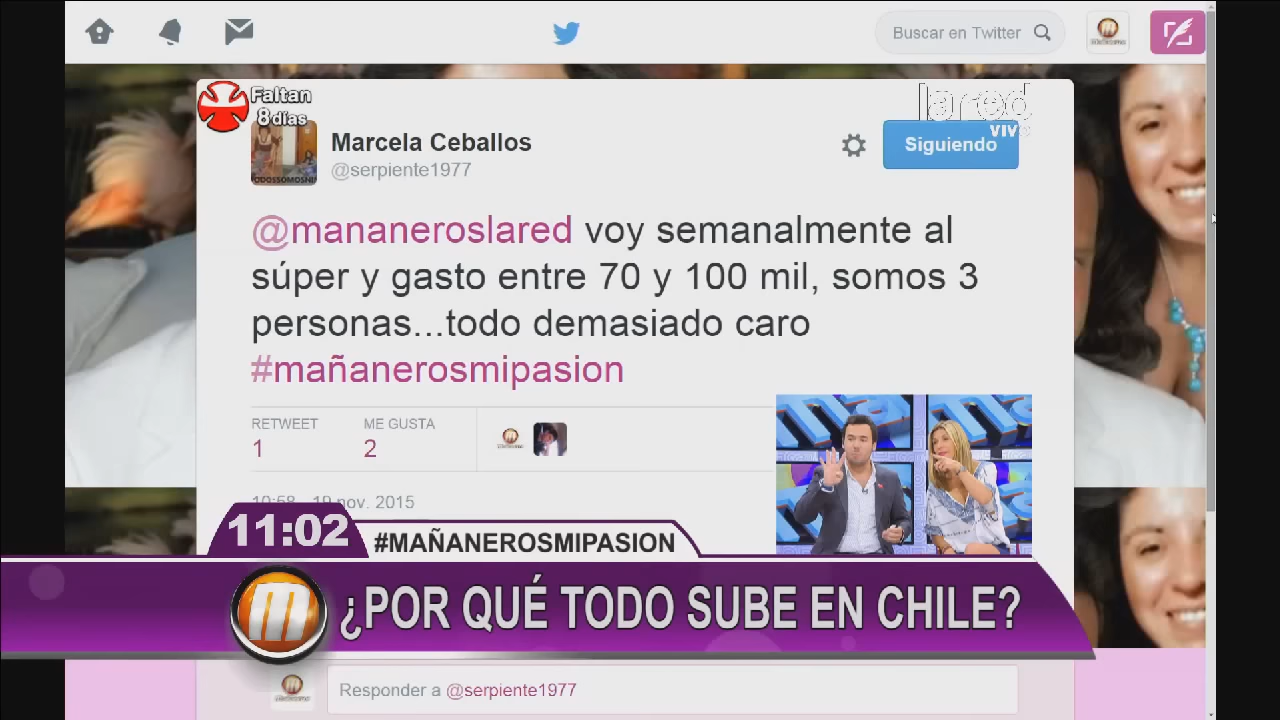 Buscar en Twitter
Faltan
8 días
la red
VIVO
Marcela Ceballos
@serpiente1977
Siguiendo
@mananeroslared voy semanalmente al
súper y gasto entre 70 y 100 mil, somos 3
personas...todo demasiado caro
#mañanerosmipasion
RETWEET
ME GUSTA
1
2
10:58 - 19 nov. 2015
11:02
#MAÑANEROSMIPASION
¿POR QUÉ TODO SUBE EN CHILE?
Responder a @serpiente1977